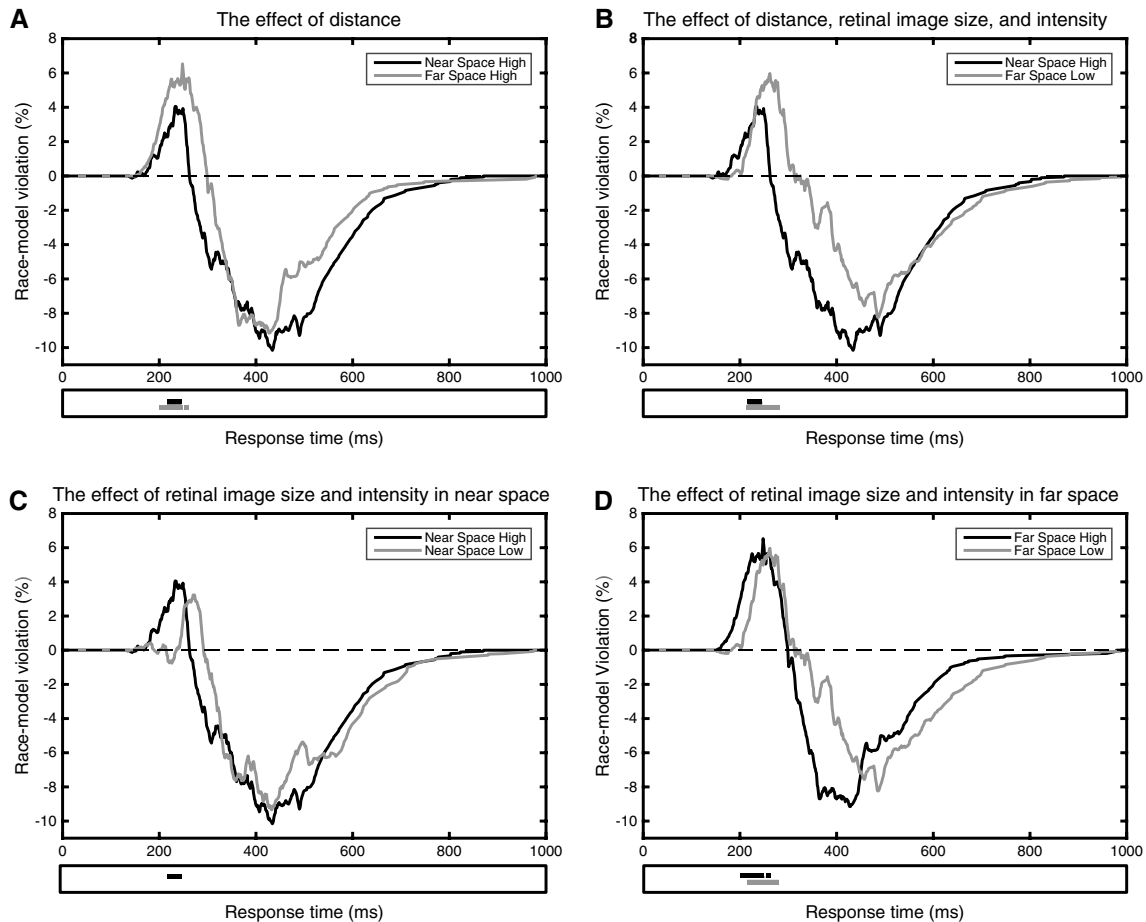 A
The effect of distance
8
6
4
2
0
-2
-4
-6
-8
-10
Race-model violation (%)
Near Space High
Far Space High
0
200
400
600
800
1000
Response time (ms)
B
The effect of distance, retinal image size, and intensity
8
6
4
2
0
-2
-4
-6
-8
-10
Race-model violation (%)
Near Space High
Far Space Low
0
200
400
600
800
1000
Response time (ms)
C
The effect of retinal image size and intensity in near space
8
6
4
2
0
-2
-4
-6
-8
-10
Race-model violation (%)
Near Space High
Near Space Low
0
200
400
600
800
1000
Response time (ms)
D
The effect of retinal image size and intensity in far space
8
6
4
2
0
-2
-4
-6
-8
-10
Race-model Violation (%)
Far Space High
Far Space Low
0
200
400
600
800
1000
Response time (ms)